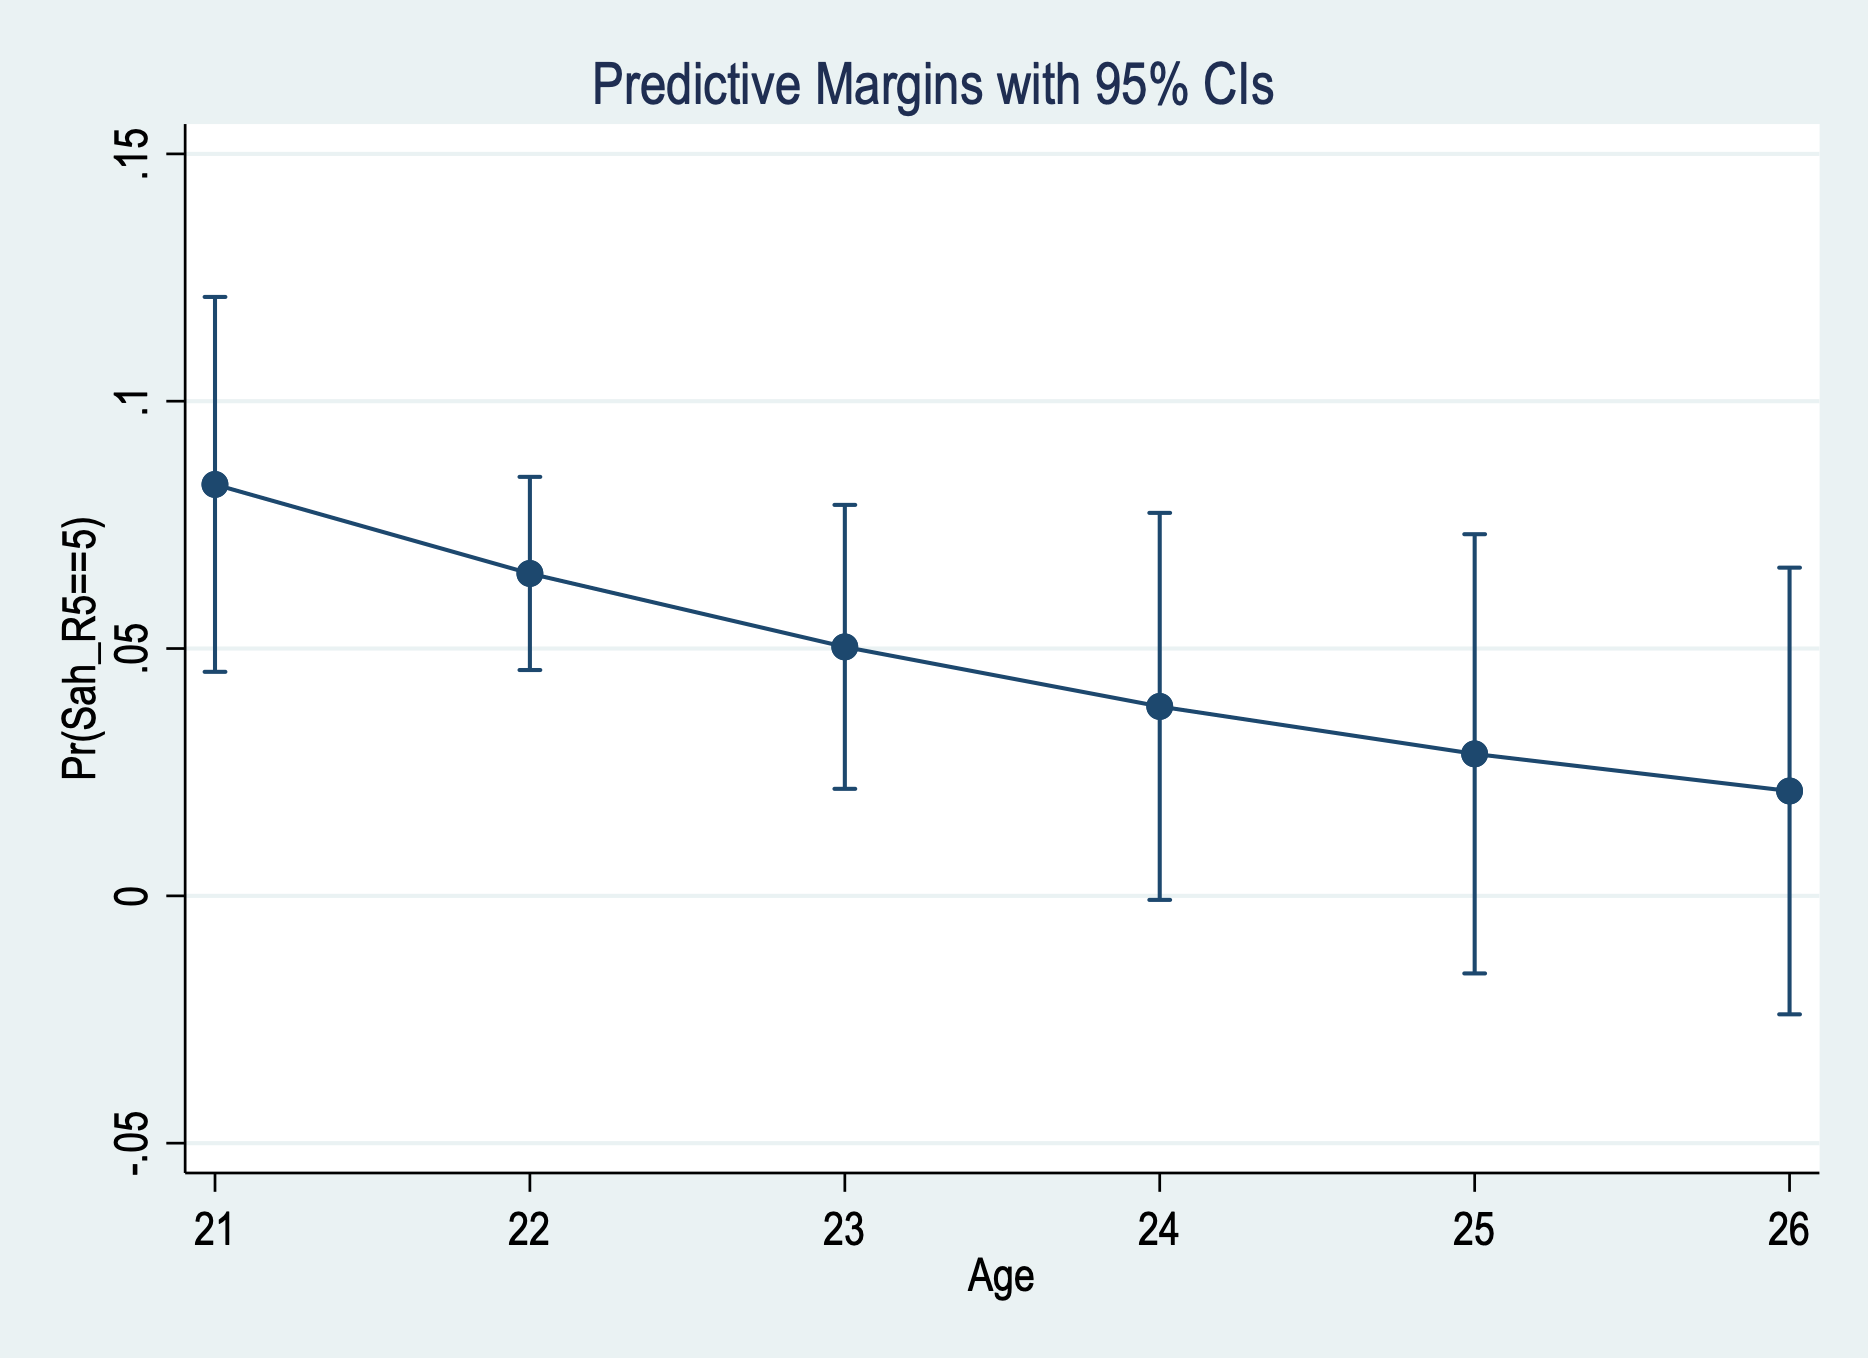 Predictive Margins with 95% CIs
Pr(Sah_R5==5)
.15
.1
.05
0
-.05
21 22 23 24 25 26
Age